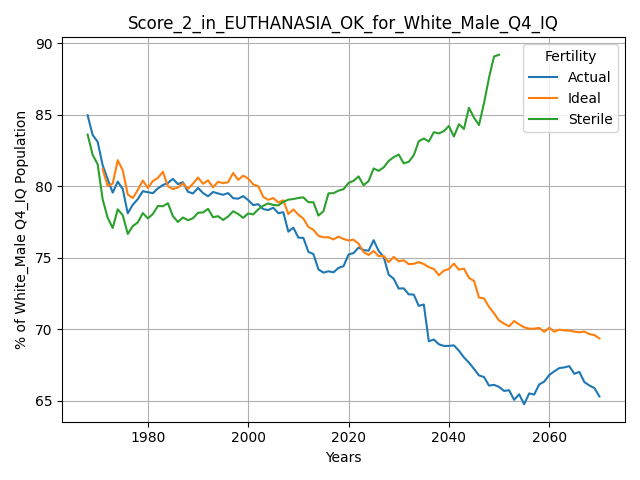 Score_2_in_EUTHANASIA_OK_for_White_Male_Q4_IQ
% of White_Male Q4_IQ Population
90
85
80
75
70
65
Fertility
Actual
Ideal
Sterile
1980
2000
2020
2040
2060
Years